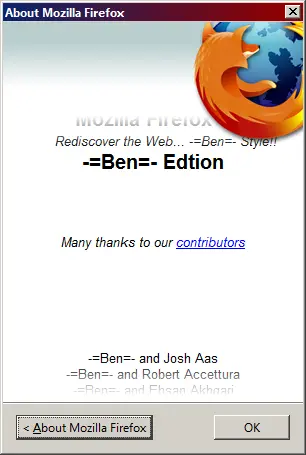 About Mozilla Firefox
Mozilla Firefox
Rediscover the Web... -=Ben=- Style!!
-=Ben=- Edtion
Many thanks to our contributors
-=Ben=- and Josh Aas
-=Ben=- and Robert Accettura
-=Ben=- and Ehsan Akhgari
< About Mozilla Firefox
OK